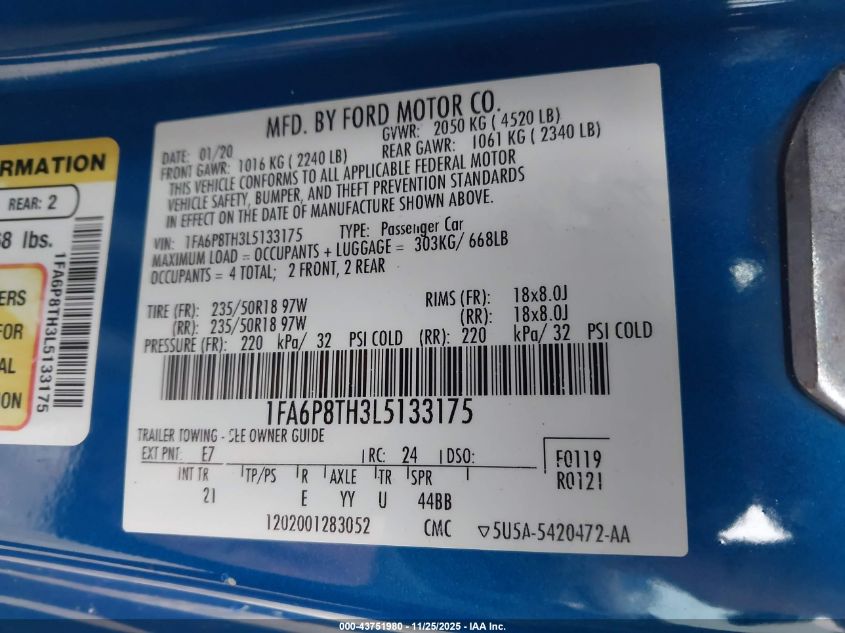 MFD. BY FORD MOTOR CO.
DATE: 01/20 GVWR: 2050 KG ( 4520 LB)
FRONT GAWR: 1016 KG ( 2240 LB) REAR GAWR: 1061 KG ( 2340 LB)
THIS VEHICLE CONFORMS TO ALL APPLICABLE FEDERAL MOTOR
VEHICLE SAFETY, BUMPER, AND THEFT PREVENTION STANDARDS
IN EFFECT ON THE DATE OF MANUFACTURE SHOWN ABOVE.
VIN: 1FA6P8TH3L5133175 TYPE: Passenger Car
MAXIMUM LOAD = OCCUPANTS + LUGGAGE = 303KG/ 668LB
OCCUPANTS = 4 TOTAL; 2 FRONT, 2 REAR
TIRE (FR): 235/50R18 97W RIMS (FR): 18x8.0J
(RR): 235/50R18 97W (RR): 18x8.0J
PRESSURE (FR): 220 kPa/ 32 PSI COLD (RR): 220 kPa/ 32 PSI COLD
1FA6P8TH3L5133175
TRAILER TOWING - SEE OWNER GUIDE
EXT PNT: E7 RC: 24 DSO: F0119
INT TR TP/PS R AXLE TR SPR R0121
21 E YY U 44BB
1202001283052 CMC ▽5U5A-5420472-AA
ORMATION
REAR: 2
68 lbs.
ERS
FOR
AL
ION
1FA6P8TH3L5133175
000-43751980 - 11/25/2025 - IAA Inc.